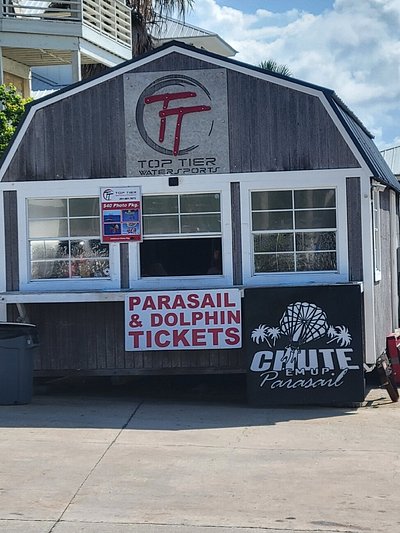 TT
TOP TIER
WATERSPORTS
TOP TIER
$40 PHOTO PKG.
PARASAIL
& DOLPHIN
TICKETS
CHUTE
'EM UP
Parasail